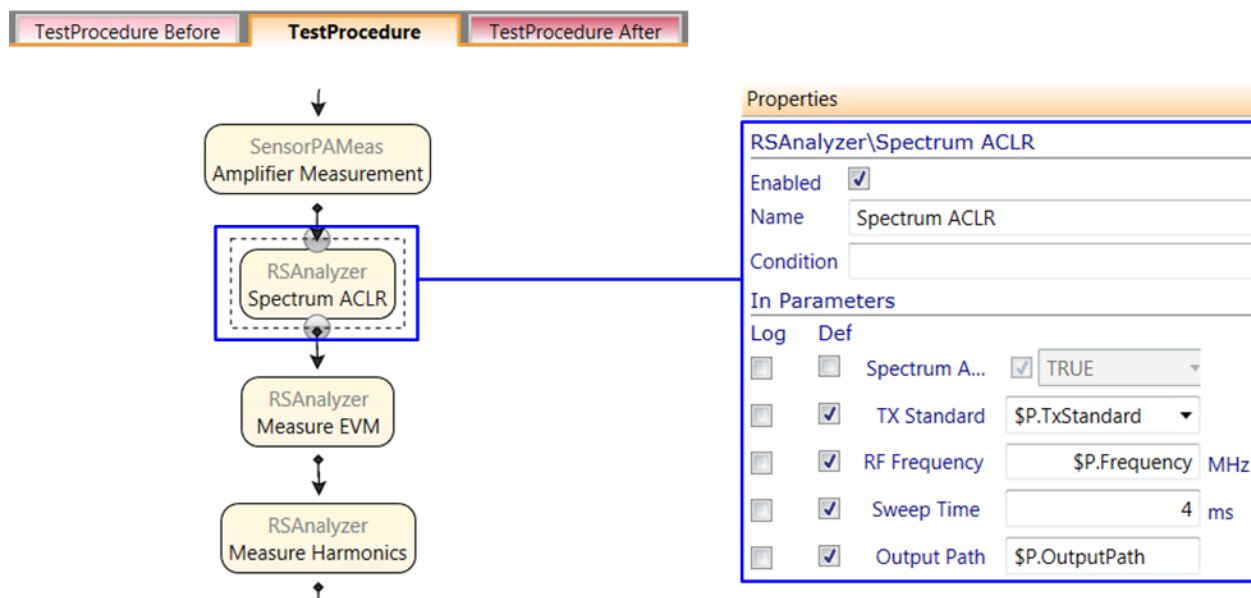 TestProcedure Before TestProcedure TestProcedure After
SensorPAMeas
Amplifier Measurement
RSAnalyzer
Spectrum ACLR
RSAnalyzer
Measure EVM
RSAnalyzer
Measure Harmonics
Properties
RSAnalyzer\Spectrum ACLR
Enabled
Name Spectrum ACLR
Condition
In Parameters
Log Def
Spectrum A... TRUE
TX Standard $P.TxStandard
RF Frequency $P.Frequency MHz
Sweep Time 4 ms
Output Path $P.OutputPath